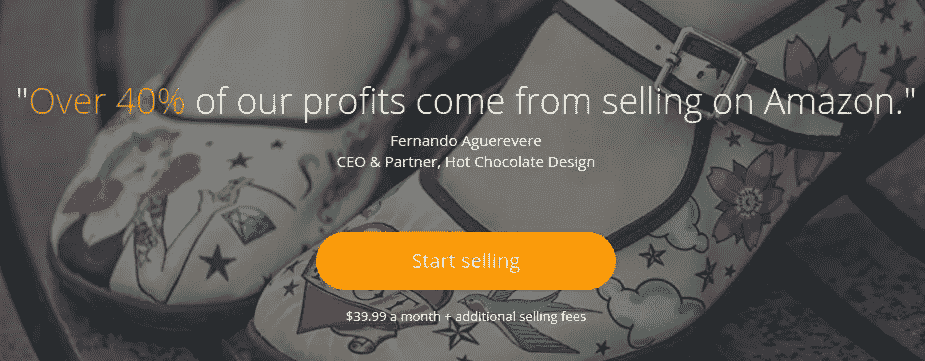 "Over 40% of our profits come from selling on Amazon."
Fernando Aguerevere
CEO & Partner, Hot Chocolate Design
Start selling
$39.99 a month + additional selling fees